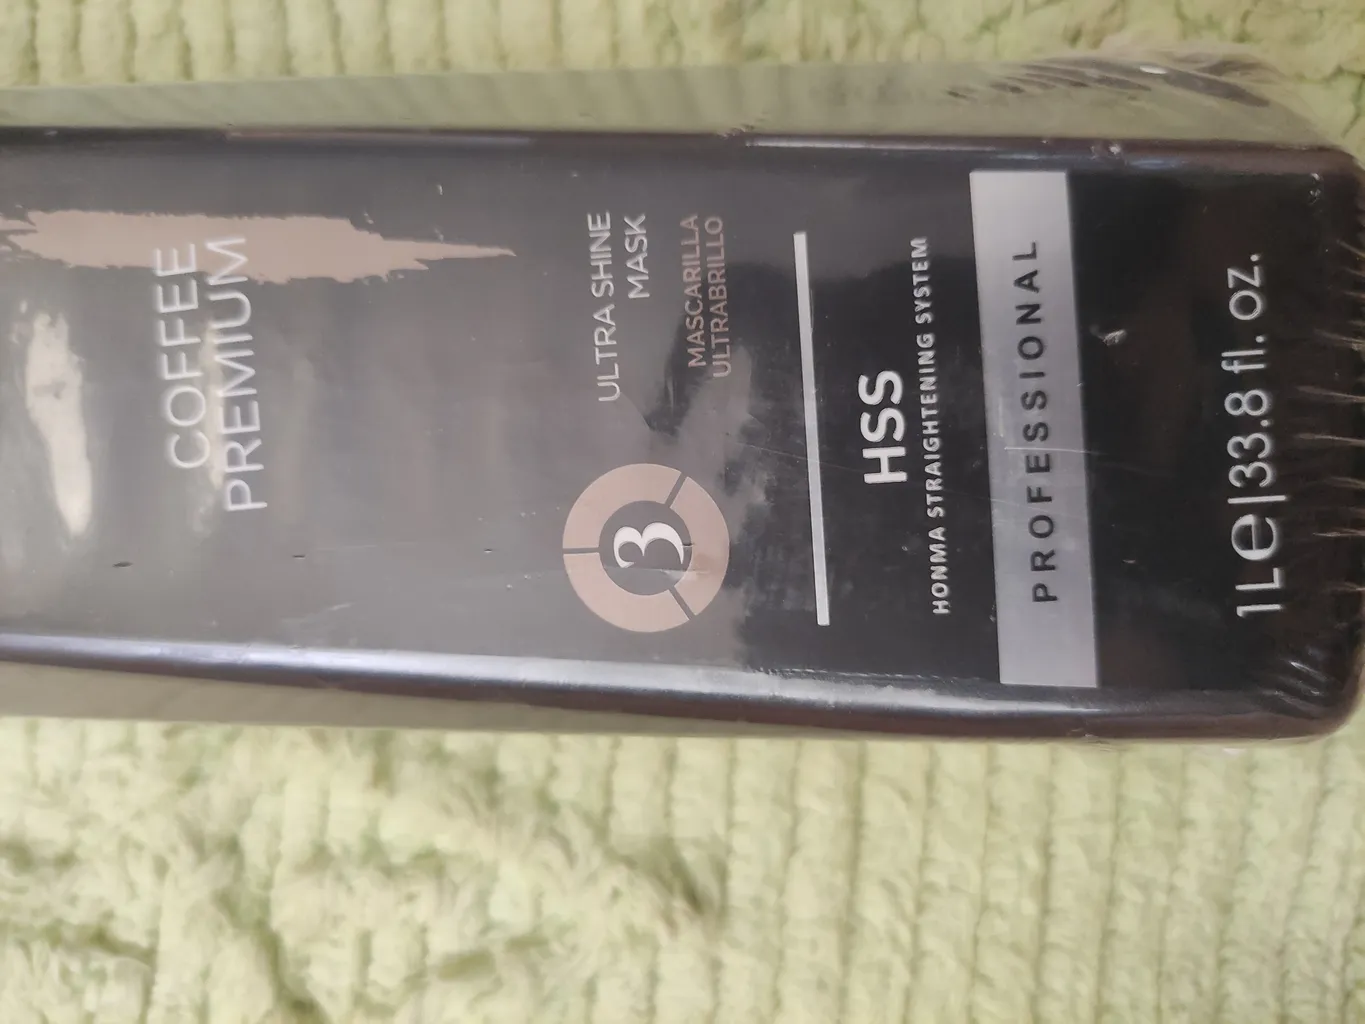 COFFEE
PREMIUM
ULTRA SHINE
MASK
MASCARILLA
ULTRABRILLO
3
HSS
HONMA STRAIGHTENING SYSTEM
PROFESSIONAL
1L℮|33.8 fl. oz.